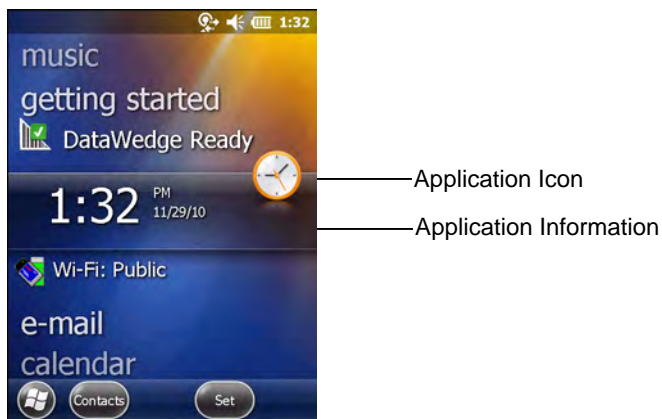 1:32
music
getting started
DataWedge Ready
1:32 PM
11/29/10
Wi-Fi: Public
e-mail
calendar
Contacts Set
Application Icon
Application Information